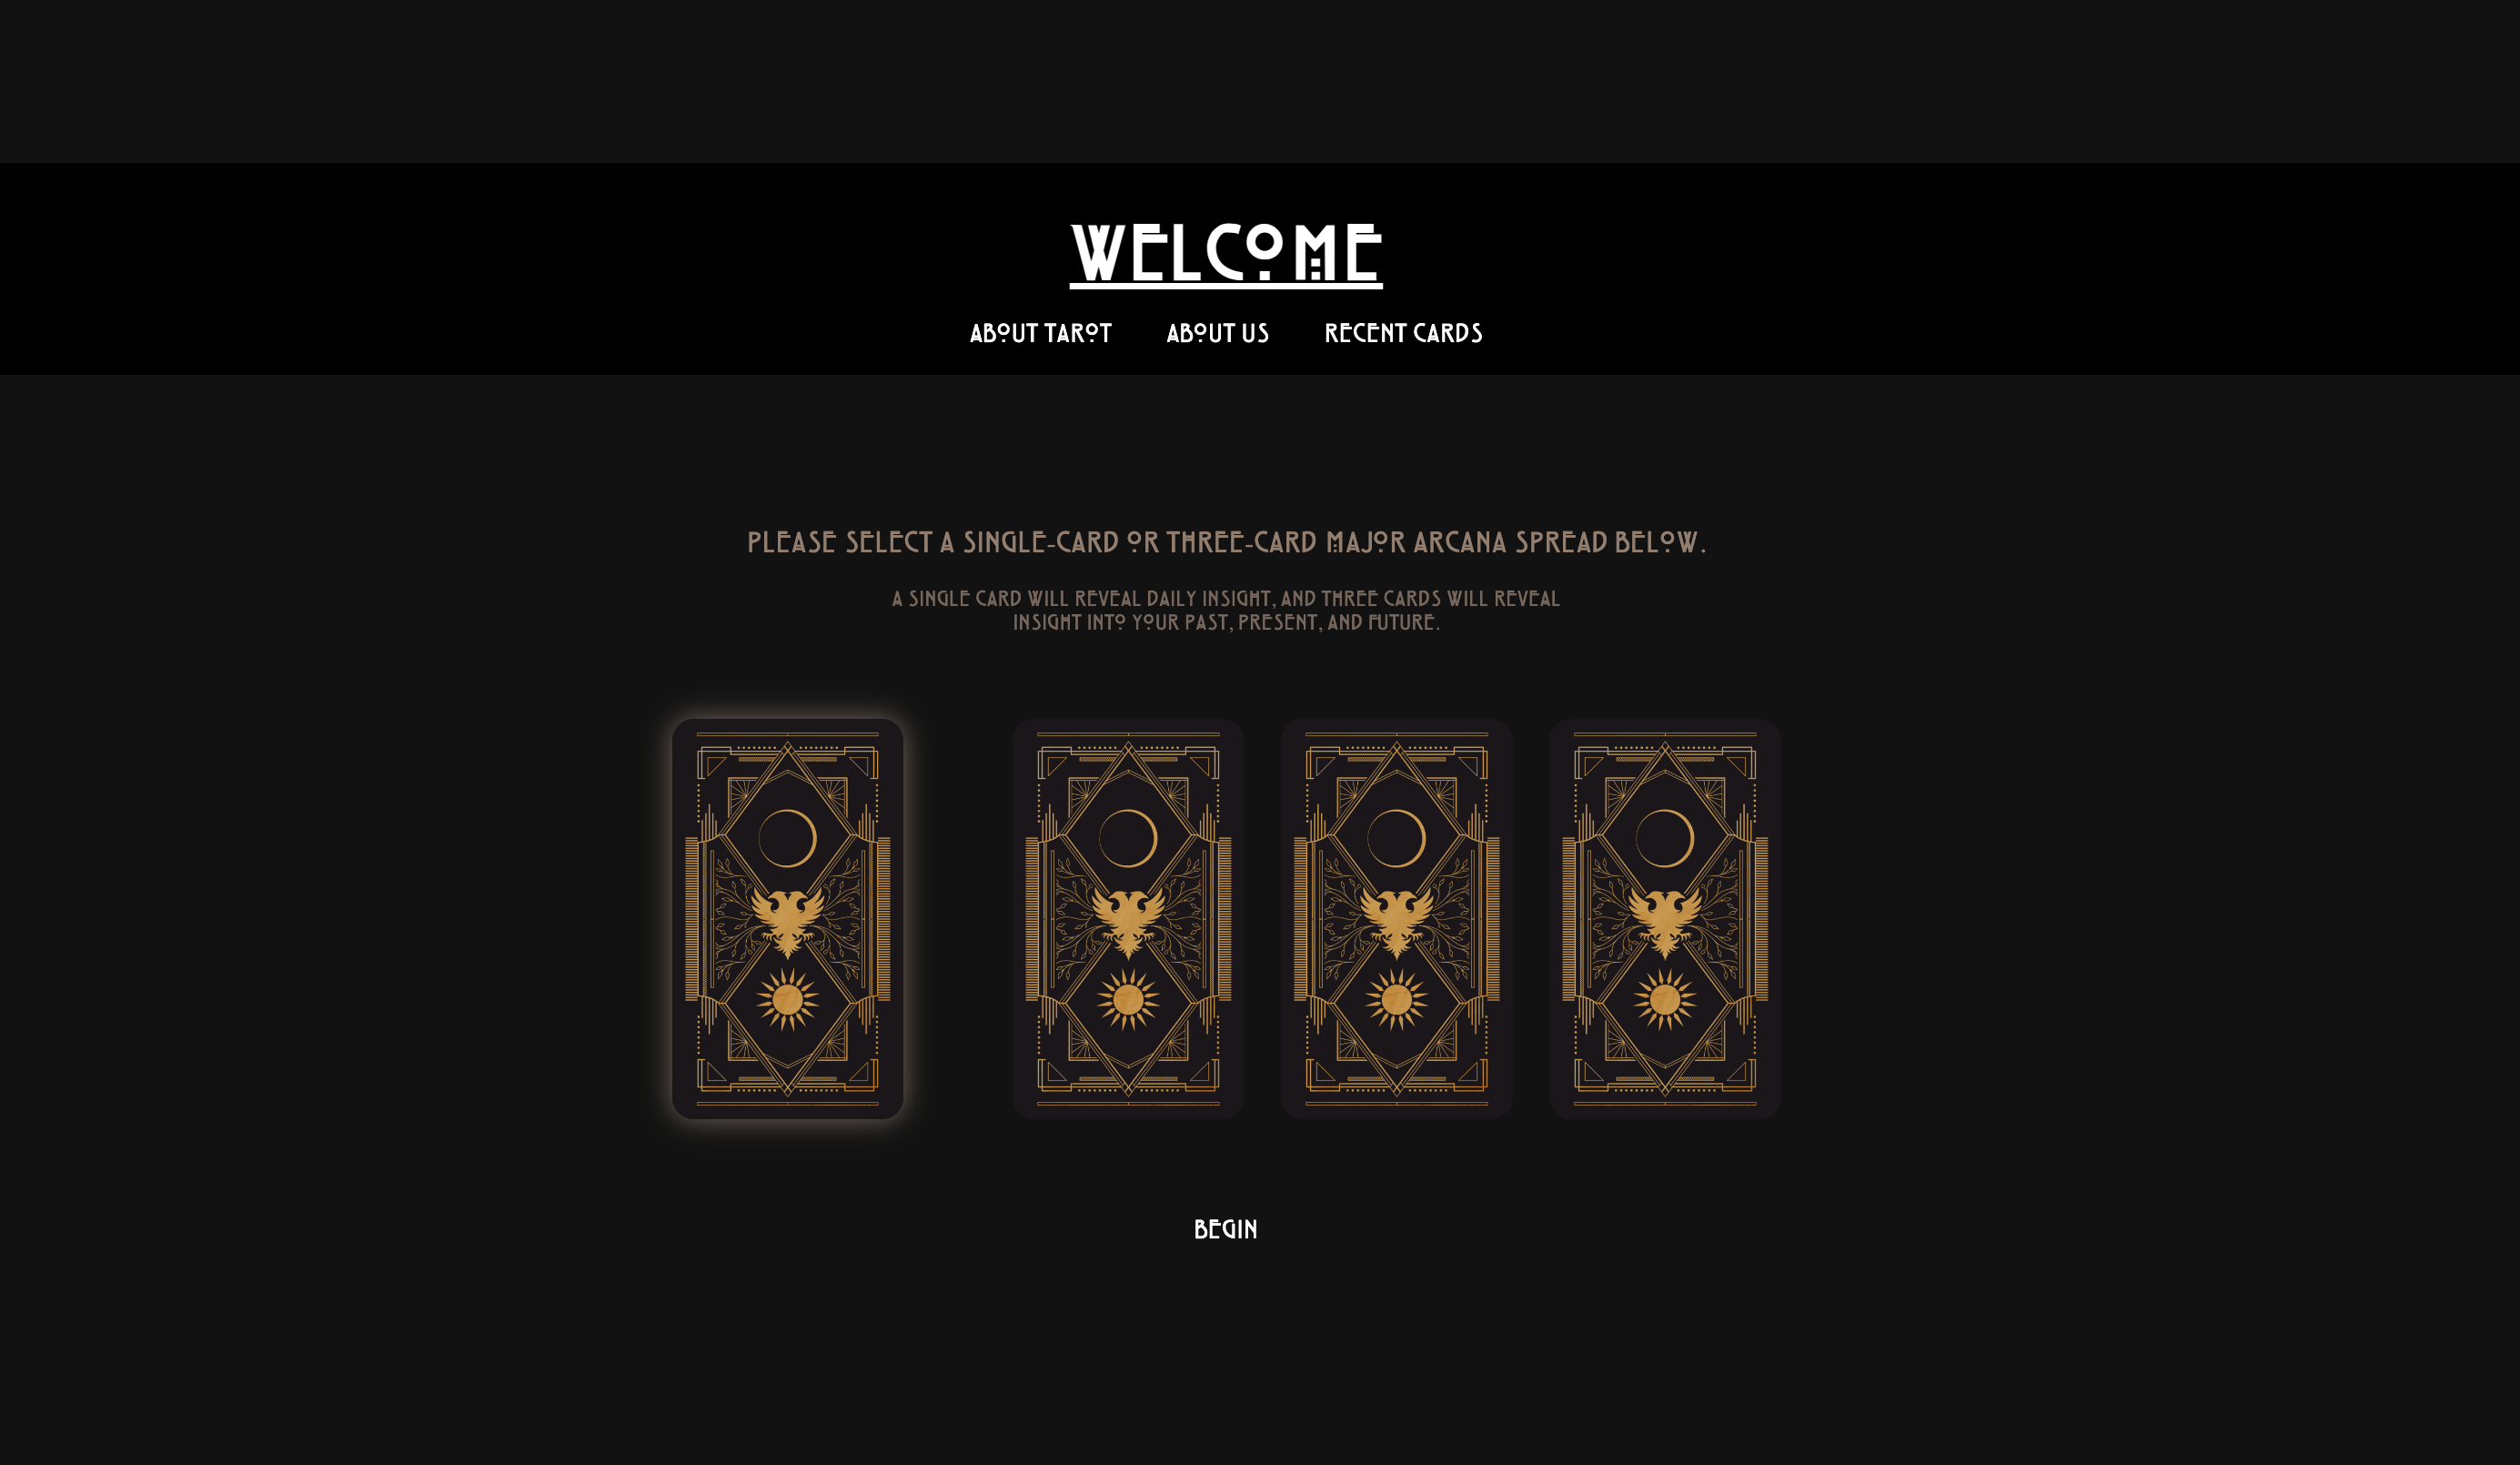 WELCOME
ABOUT TAROT ABOUT US RECENT CARDS
PLEASE SELECT A SINGLE-CARD OR THREE-CARD MAJOR ARCANA SPREAD BELOW.
A SINGLE CARD WILL REVEAL DAILY INSIGHT, AND THREE CARDS WILL REVEAL
INSIGHT INTO YOUR PAST, PRESENT, AND FUTURE.
BEGIN